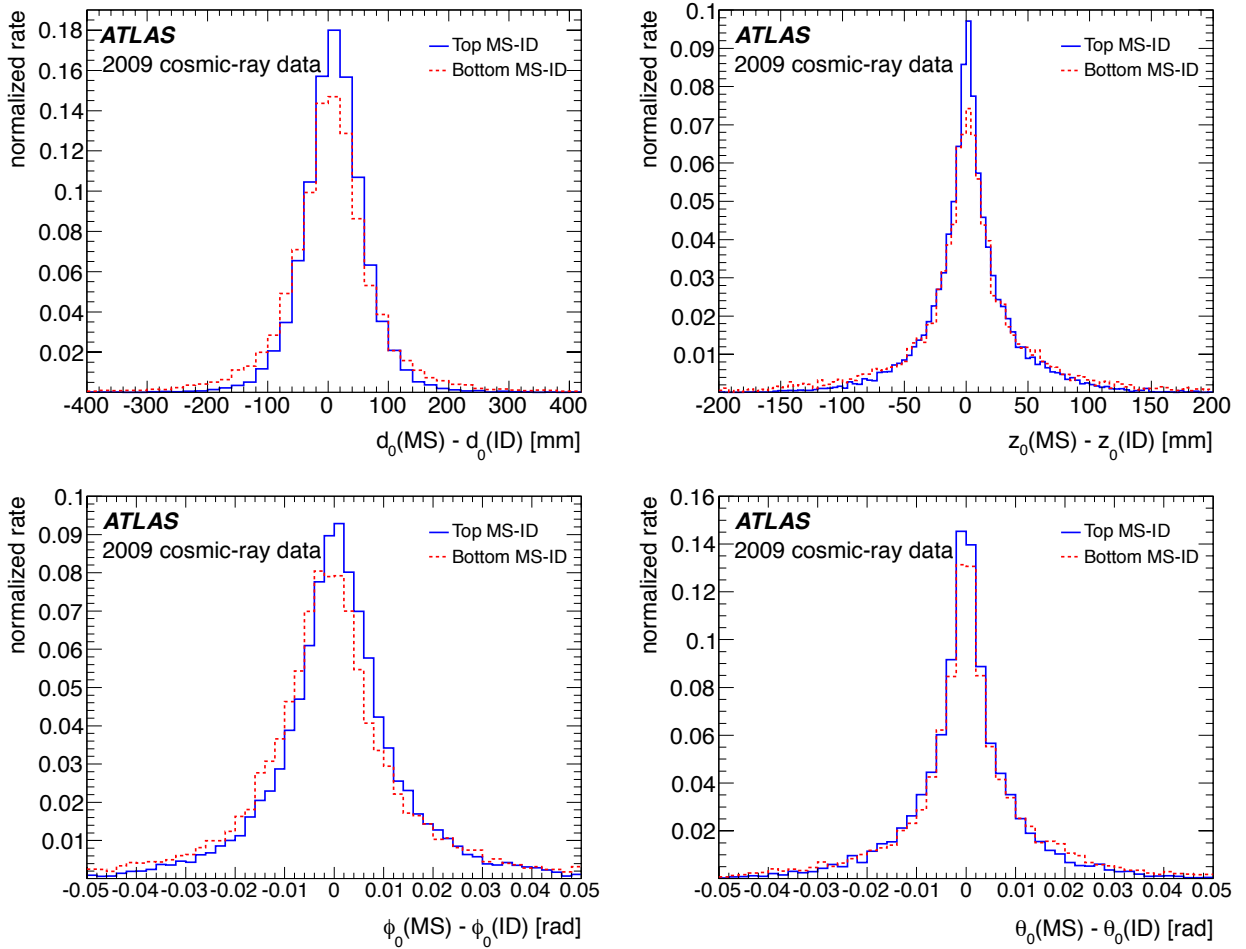 ATLAS
2009 cosmic-ray data
Top MS-ID
Bottom MS-ID
normalized rate
0.18
0.16
0.14
0.12
0.1
0.08
0.06
0.04
0.02
-400 -300 -200 -100 0 100 200 300 400
d0(MS) - d0(ID) [mm]
ATLAS
2009 cosmic-ray data
Top MS-ID
Bottom MS-ID
normalized rate
0.1
0.09
0.08
0.07
0.06
0.05
0.04
0.03
0.02
0.01
-200 -150 -100 -50 0 50 100 150 200
z0(MS) - z0(ID) [mm]
ATLAS
2009 cosmic-ray data
Top MS-ID
Bottom MS-ID
normalized rate
0.1
0.09
0.08
0.07
0.06
0.05
0.04
0.03
0.02
0.01
-0.05 -0.04 -0.03 -0.02 -0.01 0 0.01 0.02 0.03 0.04 0.05
ϕ0(MS) - ϕ0(ID) [rad]
ATLAS
2009 cosmic-ray data
Top MS-ID
Bottom MS-ID
normalized rate
0.16
0.14
0.12
0.1
0.08
0.06
0.04
0.02
-0.05 -0.04 -0.03 -0.02 -0.01 0 0.01 0.02 0.03 0.04 0.05
θ0(MS) - θ0(ID) [rad]